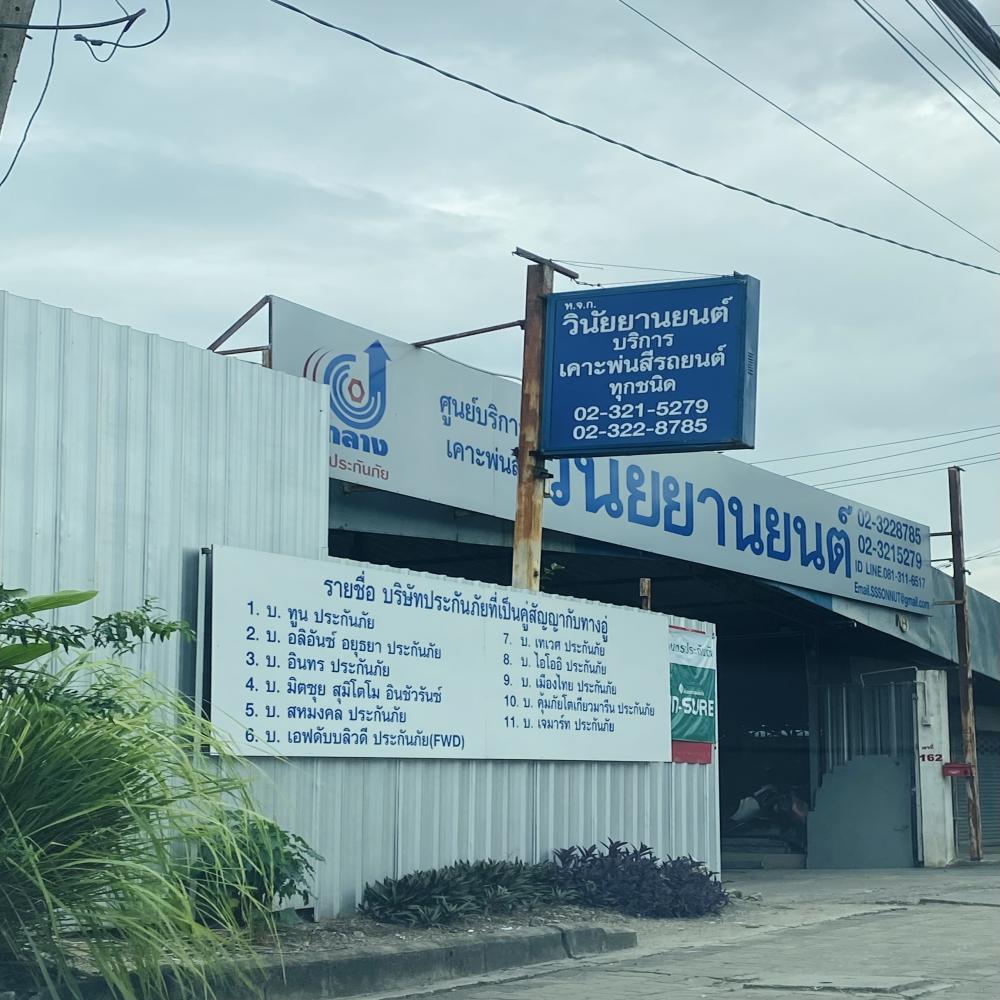 ห.จ.ก.
วินัยยานยนต์
บริการ
เคาะพ่นสีรถยนต์
ทุกชนิด
02-321-5279
02-322-8785
กลาง
ประกันภัย
ศูนย์บริกา
เคาะพ่นสี
วินัยยานยนต์
02-3228785
02-3215279
ID LINE.081-311-6517
Email.SSSONNUT@gmail.com
รายชื่อ บริษัทประกันภัยที่เป็นคู่สัญญากับทางอู่
1. บ. ทูน ประกันภัย
2. บ. อลิอันซ์ อยุธยา ประกันภัย
3. บ. อินทร ประกันภัย
4. บ. มิตซุย สุมิโตโม อินชัวรันซ์
5. บ. สหมงคล ประกันภัย
6. บ. เอฟดับบลิวดี ประกันภัย(FWD)
7. บ. เทเวศ ประกันภัย
8. บ. ไอโออิ ประกันภัย
9. บ. เมืองไทย ประกันภัย
10. บ. คุ้มภัยโตเกียวมารีน ประกันภัย
11. บ. เจมาร์ท ประกันภัย
-SURE
162